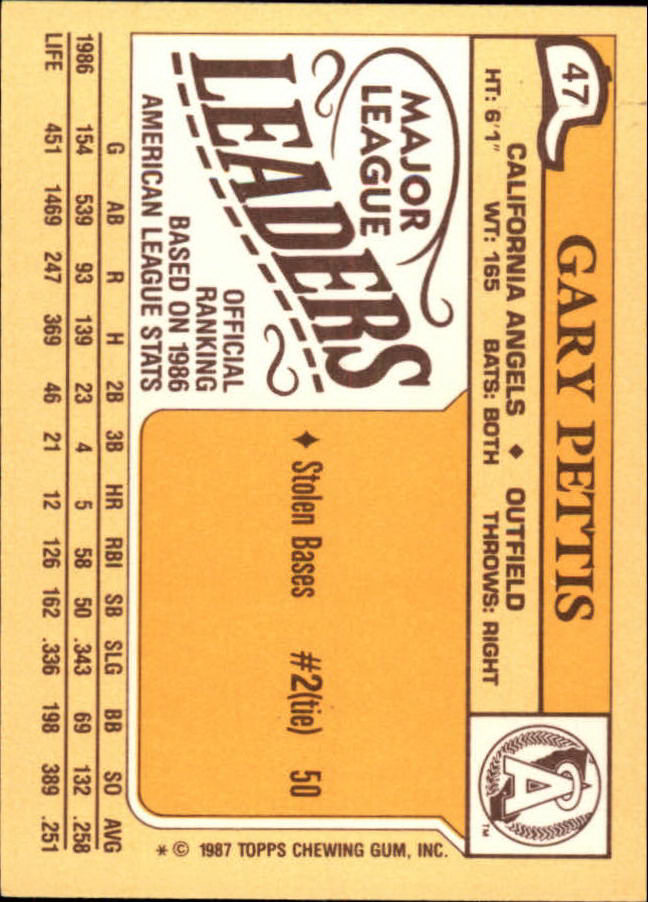 47
GARY PETTIS
CALIFORNIA ANGELS ♦ OUTFIELD
HT: 6'1" WT: 165 BATS: BOTH THROWS: RIGHT
A
TM
MAJOR
LEAGUE
LEADERS
OFFICIAL
RANKING
BASED ON 1986
AMERICAN LEAGUE STATS
✦ Stolen Bases #2(tie) 50
* © 1987 TOPPS CHEWING GUM, INC.
G AB R H 2B 3B HR RBI SB SLG BB SO AVG
1986 154 539 93 139 23 4 5 58 50 .343 69 132 .258
LIFE 451 1469 247 369 46 21 12 126 162 .336 198 389 .251